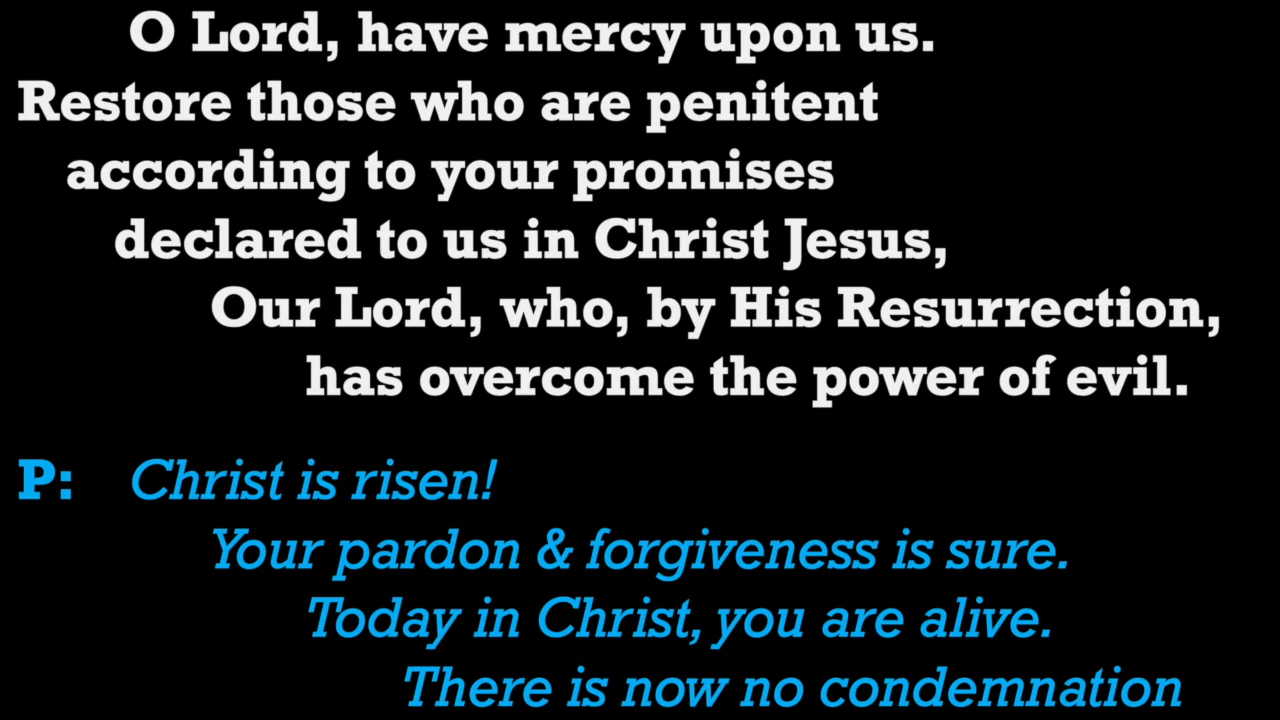 O Lord, have mercy upon us.
Restore those who are penitent
according to your promises
declared to us in Christ Jesus,
Our Lord, who, by His Resurrection,
has overcome the power of evil.
P: Christ is risen!
Your pardon & forgiveness is sure.
Today in Christ, you are alive.
There is now no condemnation